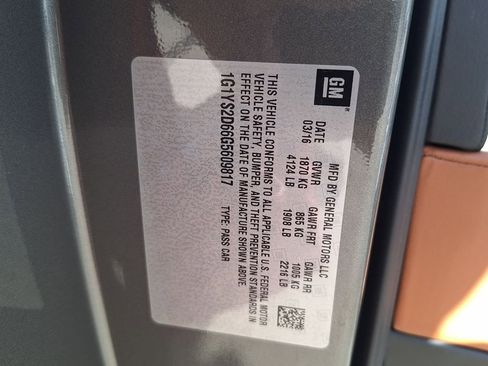 GM
MFD BY GENERAL MOTORS LLC
DATE GVWR GAWR FRT GAWR RR
03/16 1870 KG 865 KG 1005 KG
4124 LB 1908 LB 2216 LB
THIS VEHICLE CONFORMS TO ALL APPLICABLE U.S. FEDERAL MOTOR
VEHICLE SAFETY, BUMPER, AND THEFT PREVENTION STANDARDS IN
EFFECT ON THE DATE OF MANUFACTURE SHOWN ABOVE.
1G1YS2D66G5609817 TYPE: PASS CAR